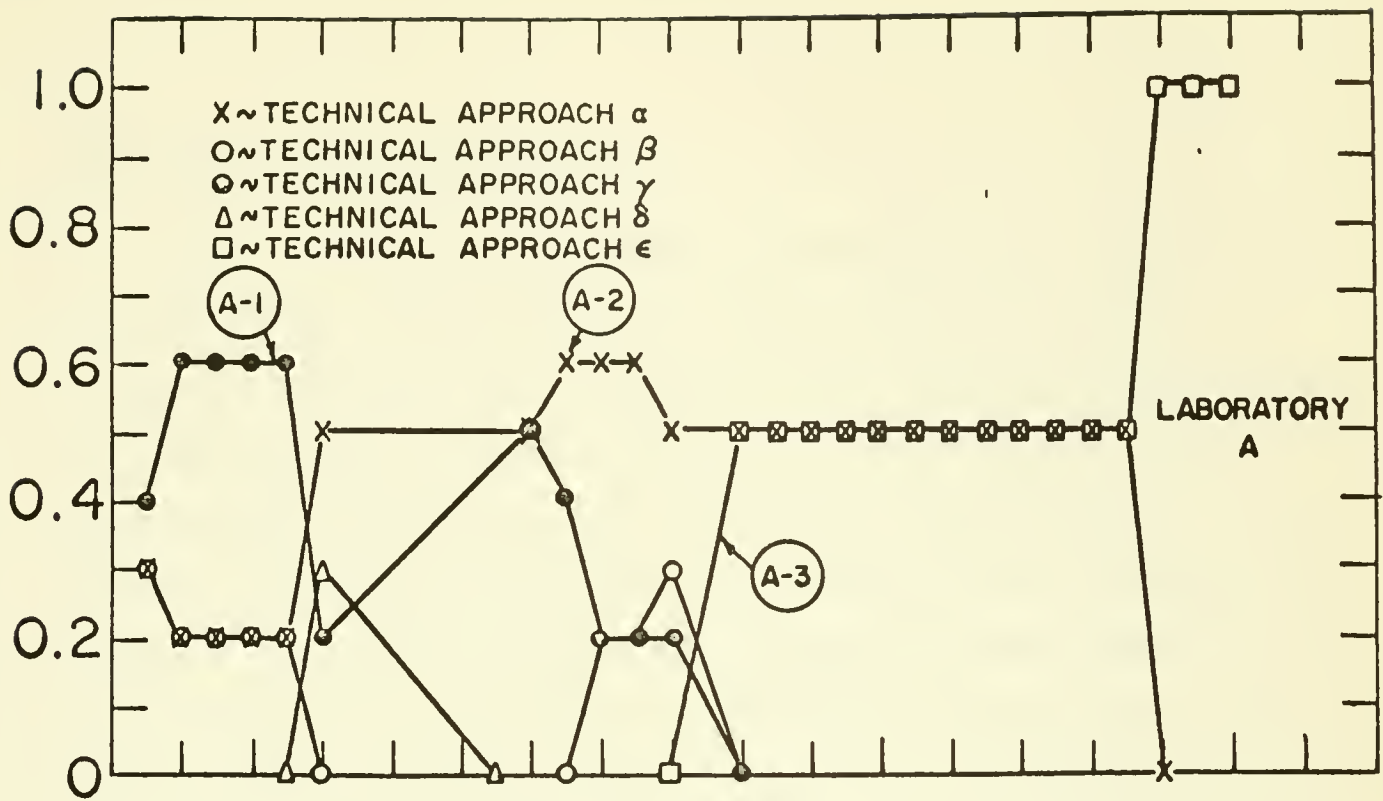 1.0
X~TECHNICAL APPROACH α
O~TECHNICAL APPROACH β
●~TECHNICAL APPROACH γ
0.8
Δ~TECHNICAL APPROACH δ
□~TECHNICAL APPROACH ϵ
A-1
A-2
0.6
LABORATORY
A
0.4
A-3
0.2
0